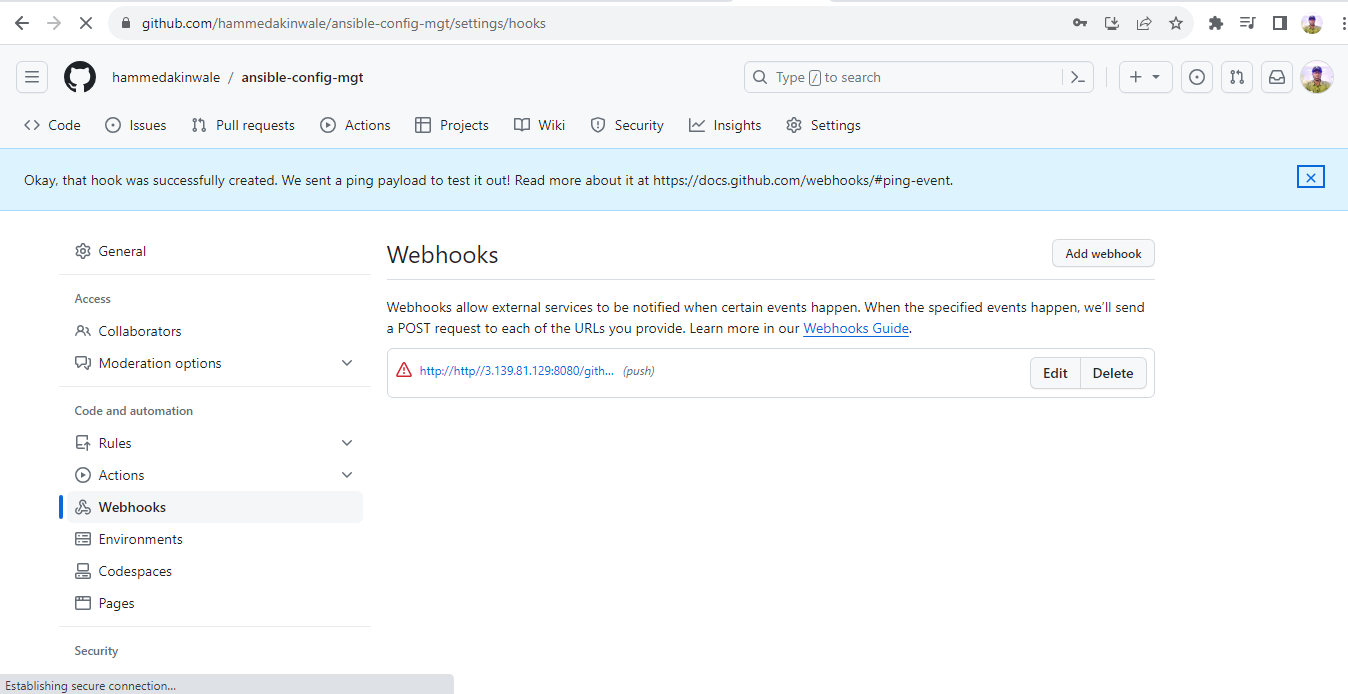 github.com/hammedakinwale/ansible-config-mgt/settings/hooks
hammedakinwale / ansible-config-mgt
Type / to search
Code Issues Pull requests Actions Projects Wiki Security Insights Settings
Okay, that hook was successfully created. We sent a ping payload to test it out! Read more about it at https://docs.github.com/webhooks/#ping-event.
General
Access
Collaborators
Moderation options
Code and automation
Rules
Actions
Webhooks
Environments
Codespaces
Pages
Security
Webhooks
Add webhook
Webhooks allow external services to be notified when certain events happen. When the specified events happen, we'll send
a POST request to each of the URLs you provide. Learn more in our Webhooks Guide.
http://http//3.139.81.129:8080/gith... (push)
Edit Delete
Establishing secure connection...